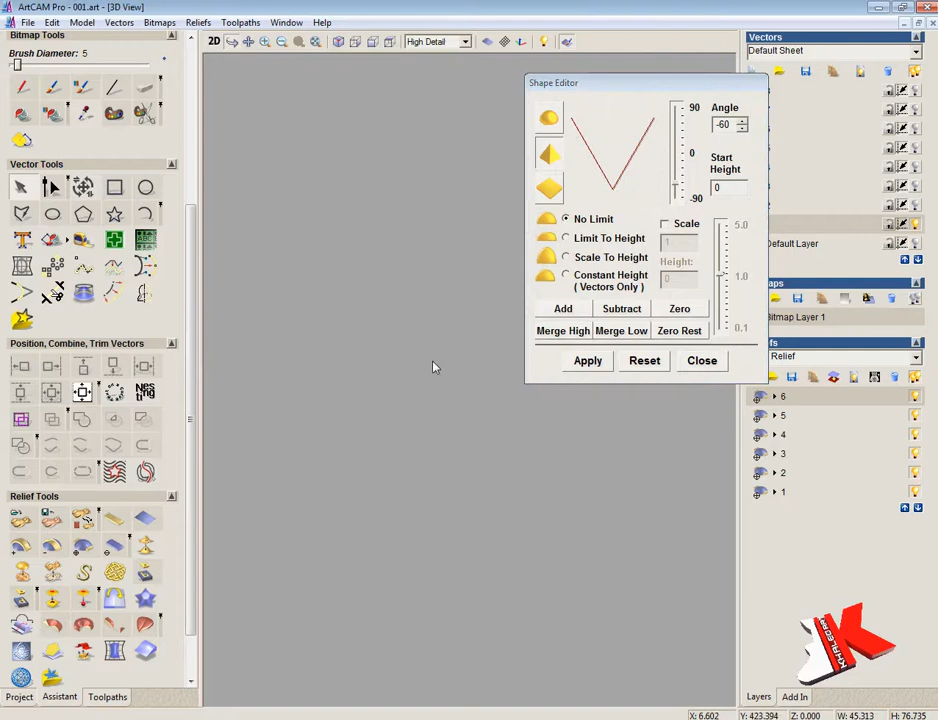 ArtCAM Pro - 001.art - [3D View]
File Edit Model Vectors Bitmaps Reliefs Toolpaths Window Help
Bitmap Tools
Brush Diameter: 5
Vector Tools
Position, Combine, Trim Vectors
Nes
ting
Relief Tools
Project Assistant Toolpaths
2D
High Detail
Shape Editor
90
0
-90
Angle
-60
Start
Height
0
No Limit
Limit To Height
Scale To Height
Constant Height
( Vectors Only )
Scale
1
Height:
0
5.0
1.0
0.1
Add Subtract Zero
Merge High Merge Low Zero Rest
Apply Reset Close
Vectors
Default Sheet
Default Layer
Bitmap Layer 1
Relief
6
5
4
3
2
1
KHALEDRA
Layers Add In
X: 6.602 Y: 423.394 Z: 0.000 W: 45.313 H: 76.735